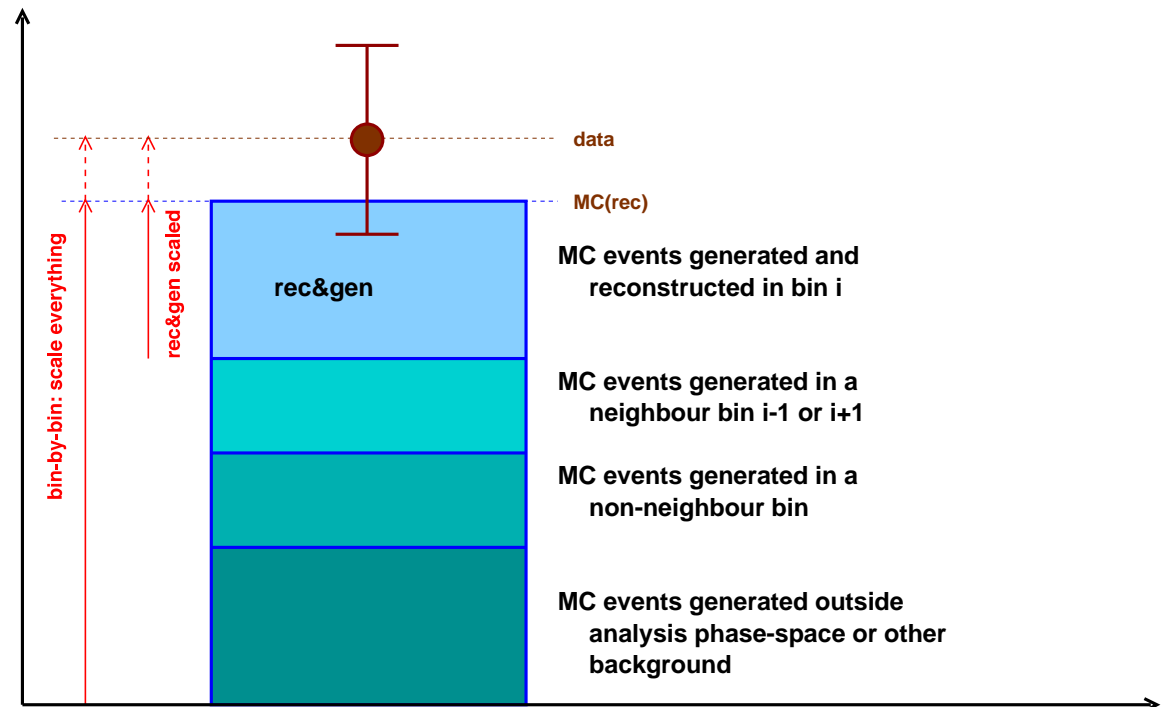 data
MC(rec)
MC events generated and
reconstructed in bin i
rec&gen
MC events generated in a
neighbour bin i-1 or i+1
MC events generated in a
non-neighbour bin
MC events generated outside
analysis phase-space or other
background
bin-by-bin: scale everything
rec&gen scaled